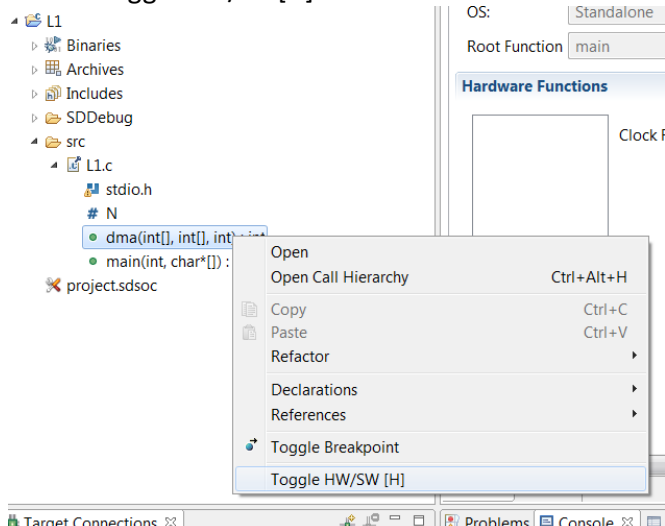 L1
Binaries
Archives
Includes
SDDebug
src
L1.c
stdio.h
# N
dma(int[], int[], int) : int
main(int, char*[]) :
project.sdsoc
OS: Standalone
Root Function main
Hardware Functions
Clock
Open
Open Call Hierarchy Ctrl+Alt+H
Copy Ctrl+C
Paste Ctrl+V
Refactor
Declarations
References
Toggle Breakpoint
Toggle HW/SW [H]
Target Connections
Problems Console